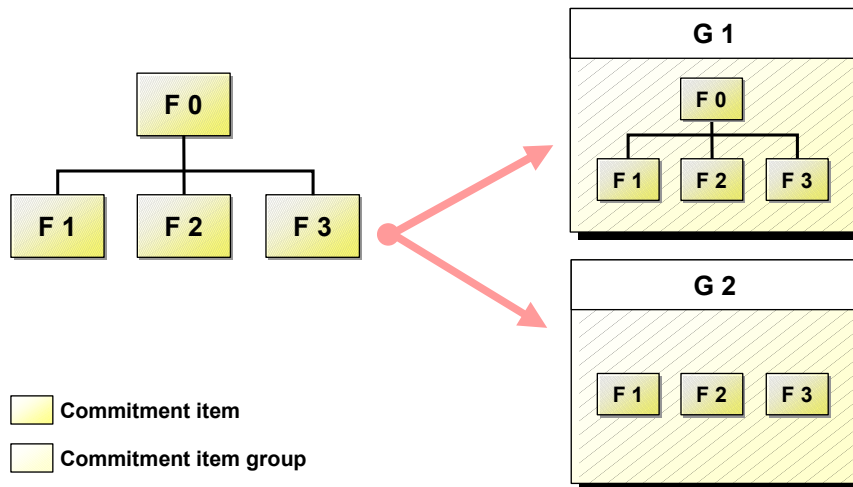 G 1
F 0
F 0
F 1 F 2 F 3
F 1 F 2 F 3
G 2
F 1 F 2 F 3
Commitment item
Commitment item group